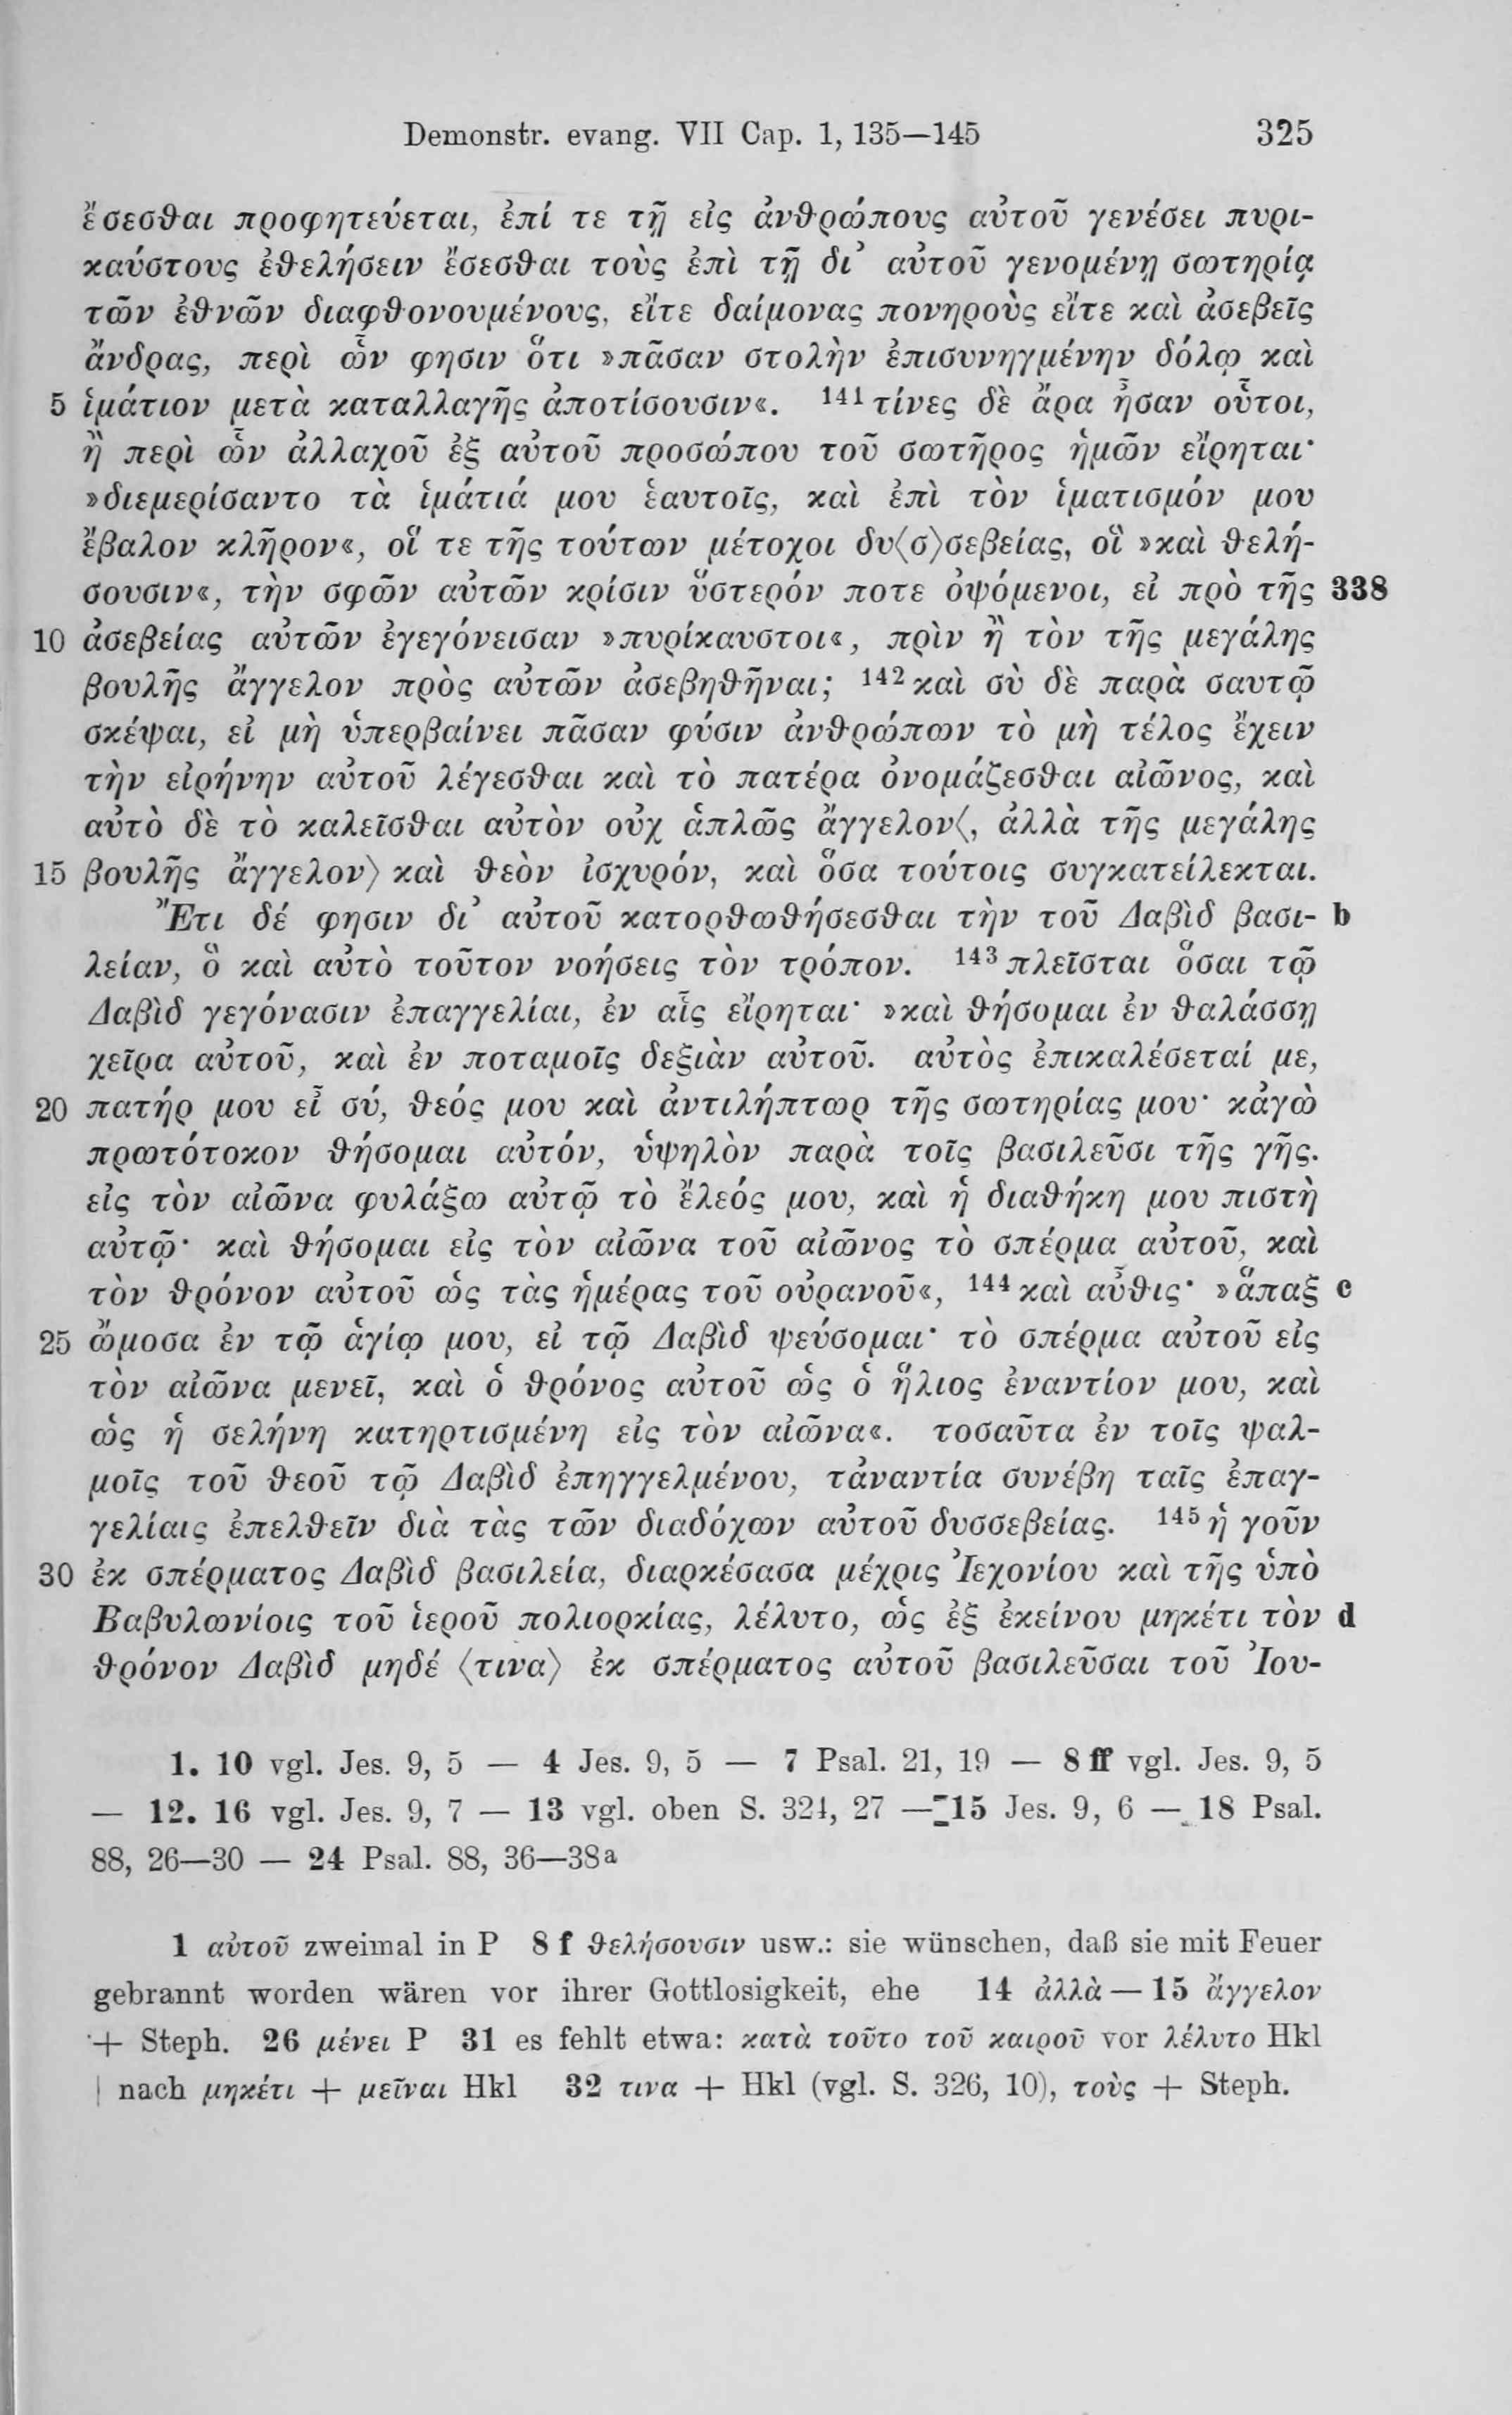 Demonstr. evang. VII Cap. 1, 135—145 325
ἔσεσθαι προφητεύεται, ἐπί τε τῇ εἰς ἀνθρώπους αὐτοῦ γενέσει πυρι-
καύστους ἐθελήσειν ἔσεσθαι τοὺς ἐπὶ τῇ δι’ αὐτοῦ γενομένῃ σωτηρίᾳ
τῶν ἐθνῶν διαφθονουμένους, εἴτε δαίμονας πονηροὺς εἴτε καὶ ἀσεβεῖς
ἄνδρας, περὶ ὧν φησιν ὅτι »πᾶσαν στολὴν ἐπισυνηγμένην δόλῳ καὶ
5 ἱμάτιον μετὰ καταλλαγῆς ἀποτίσουσιν«. 141 τίνες δὲ ἄρα ἦσαν οὗτοι,
ἢ περὶ ὧν ἀλλαχοῦ ἐξ αὐτοῦ προσώπου τοῦ σωτῆρος ἡμῶν εἴρηται·
»διεμερίσαντο τὰ ἱμάτιά μου ἑαυτοῖς, καὶ ἐπὶ τὸν ἱματισμόν μου
ἔβαλον κλῆρον«, οἵ τε τῆς τούτων μέτοχοι δυ⟨σ⟩σεβείας, οἳ »καὶ θελή-
σουσιν«, τὴν σφῶν αὐτῶν κρίσιν ὕστερόν ποτε ὀψόμενοι, εἰ πρὸ τῆς 338
10 ἀσεβείας αὐτῶν ἐγεγόνεισαν »πυρίκαυστοι«, πρὶν ἢ τὸν τῆς μεγάλης
βουλῆς ἄγγελον πρὸς αὐτῶν ἀσεβηθῆναι; 142 καὶ σὺ δὲ παρὰ σαυτῷ
σκέψαι, εἰ μὴ ὑπερβαίνει πᾶσαν φύσιν ἀνθρώπων τὸ μὴ τέλος ἔχειν
τὴν εἰρήνην αὐτοῦ λέγεσθαι καὶ τὸ πατέρα ὀνομάζεσθαι αἰῶνος, καὶ
αὐτὸ δὲ τὸ καλεῖσθαι αὐτὸν οὐχ ἁπλῶς ἄγγελον⟨, ἀλλὰ τῆς μεγάλης
15 βουλῆς ἄγγελον⟩ καὶ θεὸν ἰσχυρόν, καὶ ὅσα τούτοις συγκατείλεκται.
Ἔτι δέ φησιν δι’ αὐτοῦ κατορθωθήσεσθαι τὴν τοῦ Δαβὶδ βασι- b
λείαν, ὃ καὶ αὐτὸ τοῦτον νοήσεις τὸν τρόπον. 143 πλεῖσται ὅσαι τῷ
Δαβὶδ γεγόνασιν ἐπαγγελίαι, ἐν αἷς εἴρηται· »καὶ θήσομαι ἐν θαλάσσῃ
χεῖρα αὐτοῦ, καὶ ἐν ποταμοῖς δεξιὰν αὐτοῦ. αὐτὸς ἐπικαλέσεταί με,
20 πατήρ μου εἶ σύ, θεός μου καὶ ἀντιλήπτωρ τῆς σωτηρίας μου· κἀγὼ
πρωτότοκον θήσομαι αὐτόν, ὑψηλὸν παρὰ τοῖς βασιλεῦσι τῆς γῆς.
εἰς τὸν αἰῶνα φυλάξω αὐτῷ τὸ ἔλεός μου, καὶ ἡ διαθήκη μου πιστὴ
αὐτῷ· καὶ θήσομαι εἰς τὸν αἰῶνα τοῦ αἰῶνος τὸ σπέρμα αὐτοῦ, καὶ
τὸν θρόνον αὐτοῦ ὡς τὰς ἡμέρας τοῦ οὐρανοῦ«, 144 καὶ αὖθις· »ἅπαξ c
25 ὤμοσα ἐν τῷ ἁγίῳ μου, εἰ τῷ Δαβὶδ ψεύσομαι· τὸ σπέρμα αὐτοῦ εἰς
τὸν αἰῶνα μενεῖ, καὶ ὁ θρόνος αὐτοῦ ὡς ὁ ἥλιος ἐναντίον μου, καὶ
ὡς ἡ σελήνη κατηρτισμένη εἰς τὸν αἰῶνα«. τοσαῦτα ἐν τοῖς ψαλ-
μοῖς τοῦ θεοῦ τῷ Δαβὶδ ἐπηγγελμένου, τἀναντία συνέβη ταῖς ἐπαγ-
γελίαις ἐπελθεῖν διὰ τὰς τῶν διαδόχων αὐτοῦ δυσσεβείας. 145 ἡ γοῦν
30 ἐκ σπέρματος Δαβὶδ βασιλεία, διαρκέσασα μέχρις Ἰεχονίου καὶ τῆς ὑπὸ
Βαβυλωνίοις τοῦ ἱεροῦ πολιορκίας, λέλυτο, ὡς ἐξ ἐκείνου μηκέτι τὸν d
θρόνον Δαβὶδ μηδέ ⟨τινα⟩ ἐκ σπέρματος αὐτοῦ βασιλεῦσαι τοῦ Ἰου-
1. 10 vgl. Jes. 9, 5 — 4 Jes. 9, 5 — 7 Psal. 21, 19 — 8 ff vgl. Jes. 9, 5
— 12. 16 vgl. Jes. 9, 7 — 13 vgl. oben S. 324, 27 — 15 Jes. 9, 6 — 18 Psal.
88, 26—30 — 24 Psal. 88, 36—38a
1 αὐτοῦ zweimal in P 8 f θελήσουσιν usw.: sie wünschen, daß sie mit Feuer
gebrannt worden wären vor ihrer Gottlosigkeit, ehe 14 ἀλλὰ — 15 ἄγγελον
+ Steph. 26 μένει P 31 es fehlt etwa: κατὰ τοῦτο τοῦ καιροῦ vor λέλυτο Hkl
| nach μηκέτι + μεῖναι Hkl 32 τινα + Hkl (vgl. S. 326, 10), τοὺς + Steph.